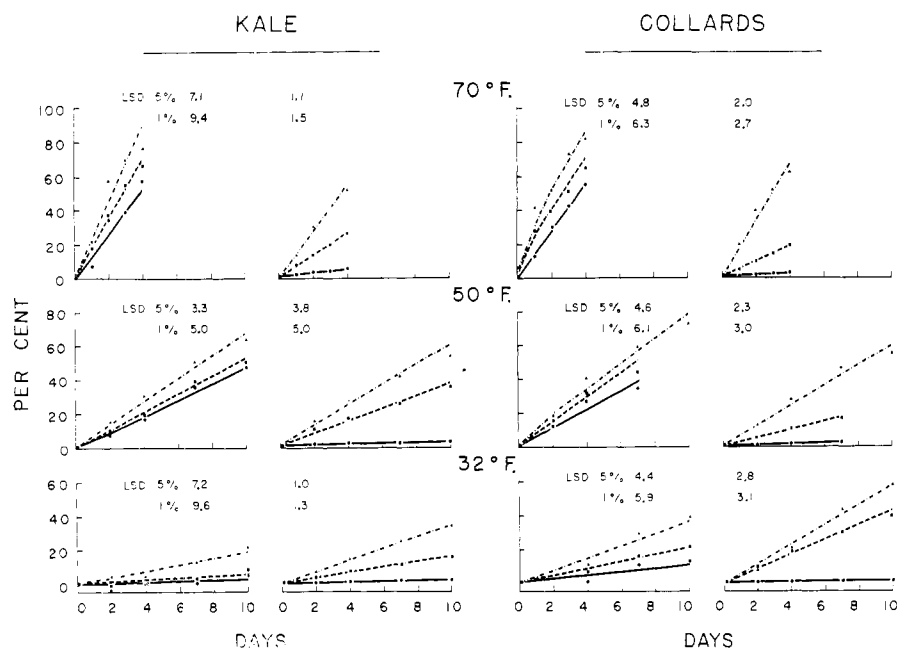 KALE COLLARDS
70°F.
LSD 5% 7.1 1.1 LSD 5% 4.8 2.0
1% 9.4 1.5 1% 6.3 2.7
100
80
60
40
20
0
50°F.
LSD 5% 3.3 3.8 LSD 5% 4.6 2.3
1% 5.0 5.0 1% 6.1 3.0
80
60
40
20
0
PER CENT
32°F.
LSD 5% 7.2 1.0 LSD 5% 4.4 2.8
1% 9.6 1.3 1% 5.9 3.1
60
40
20
0
0 2 4 6 8 10 2 4 6 8 10 0 2 4 6 8 10 0 2 4 6 8 10
DAYS DAYS